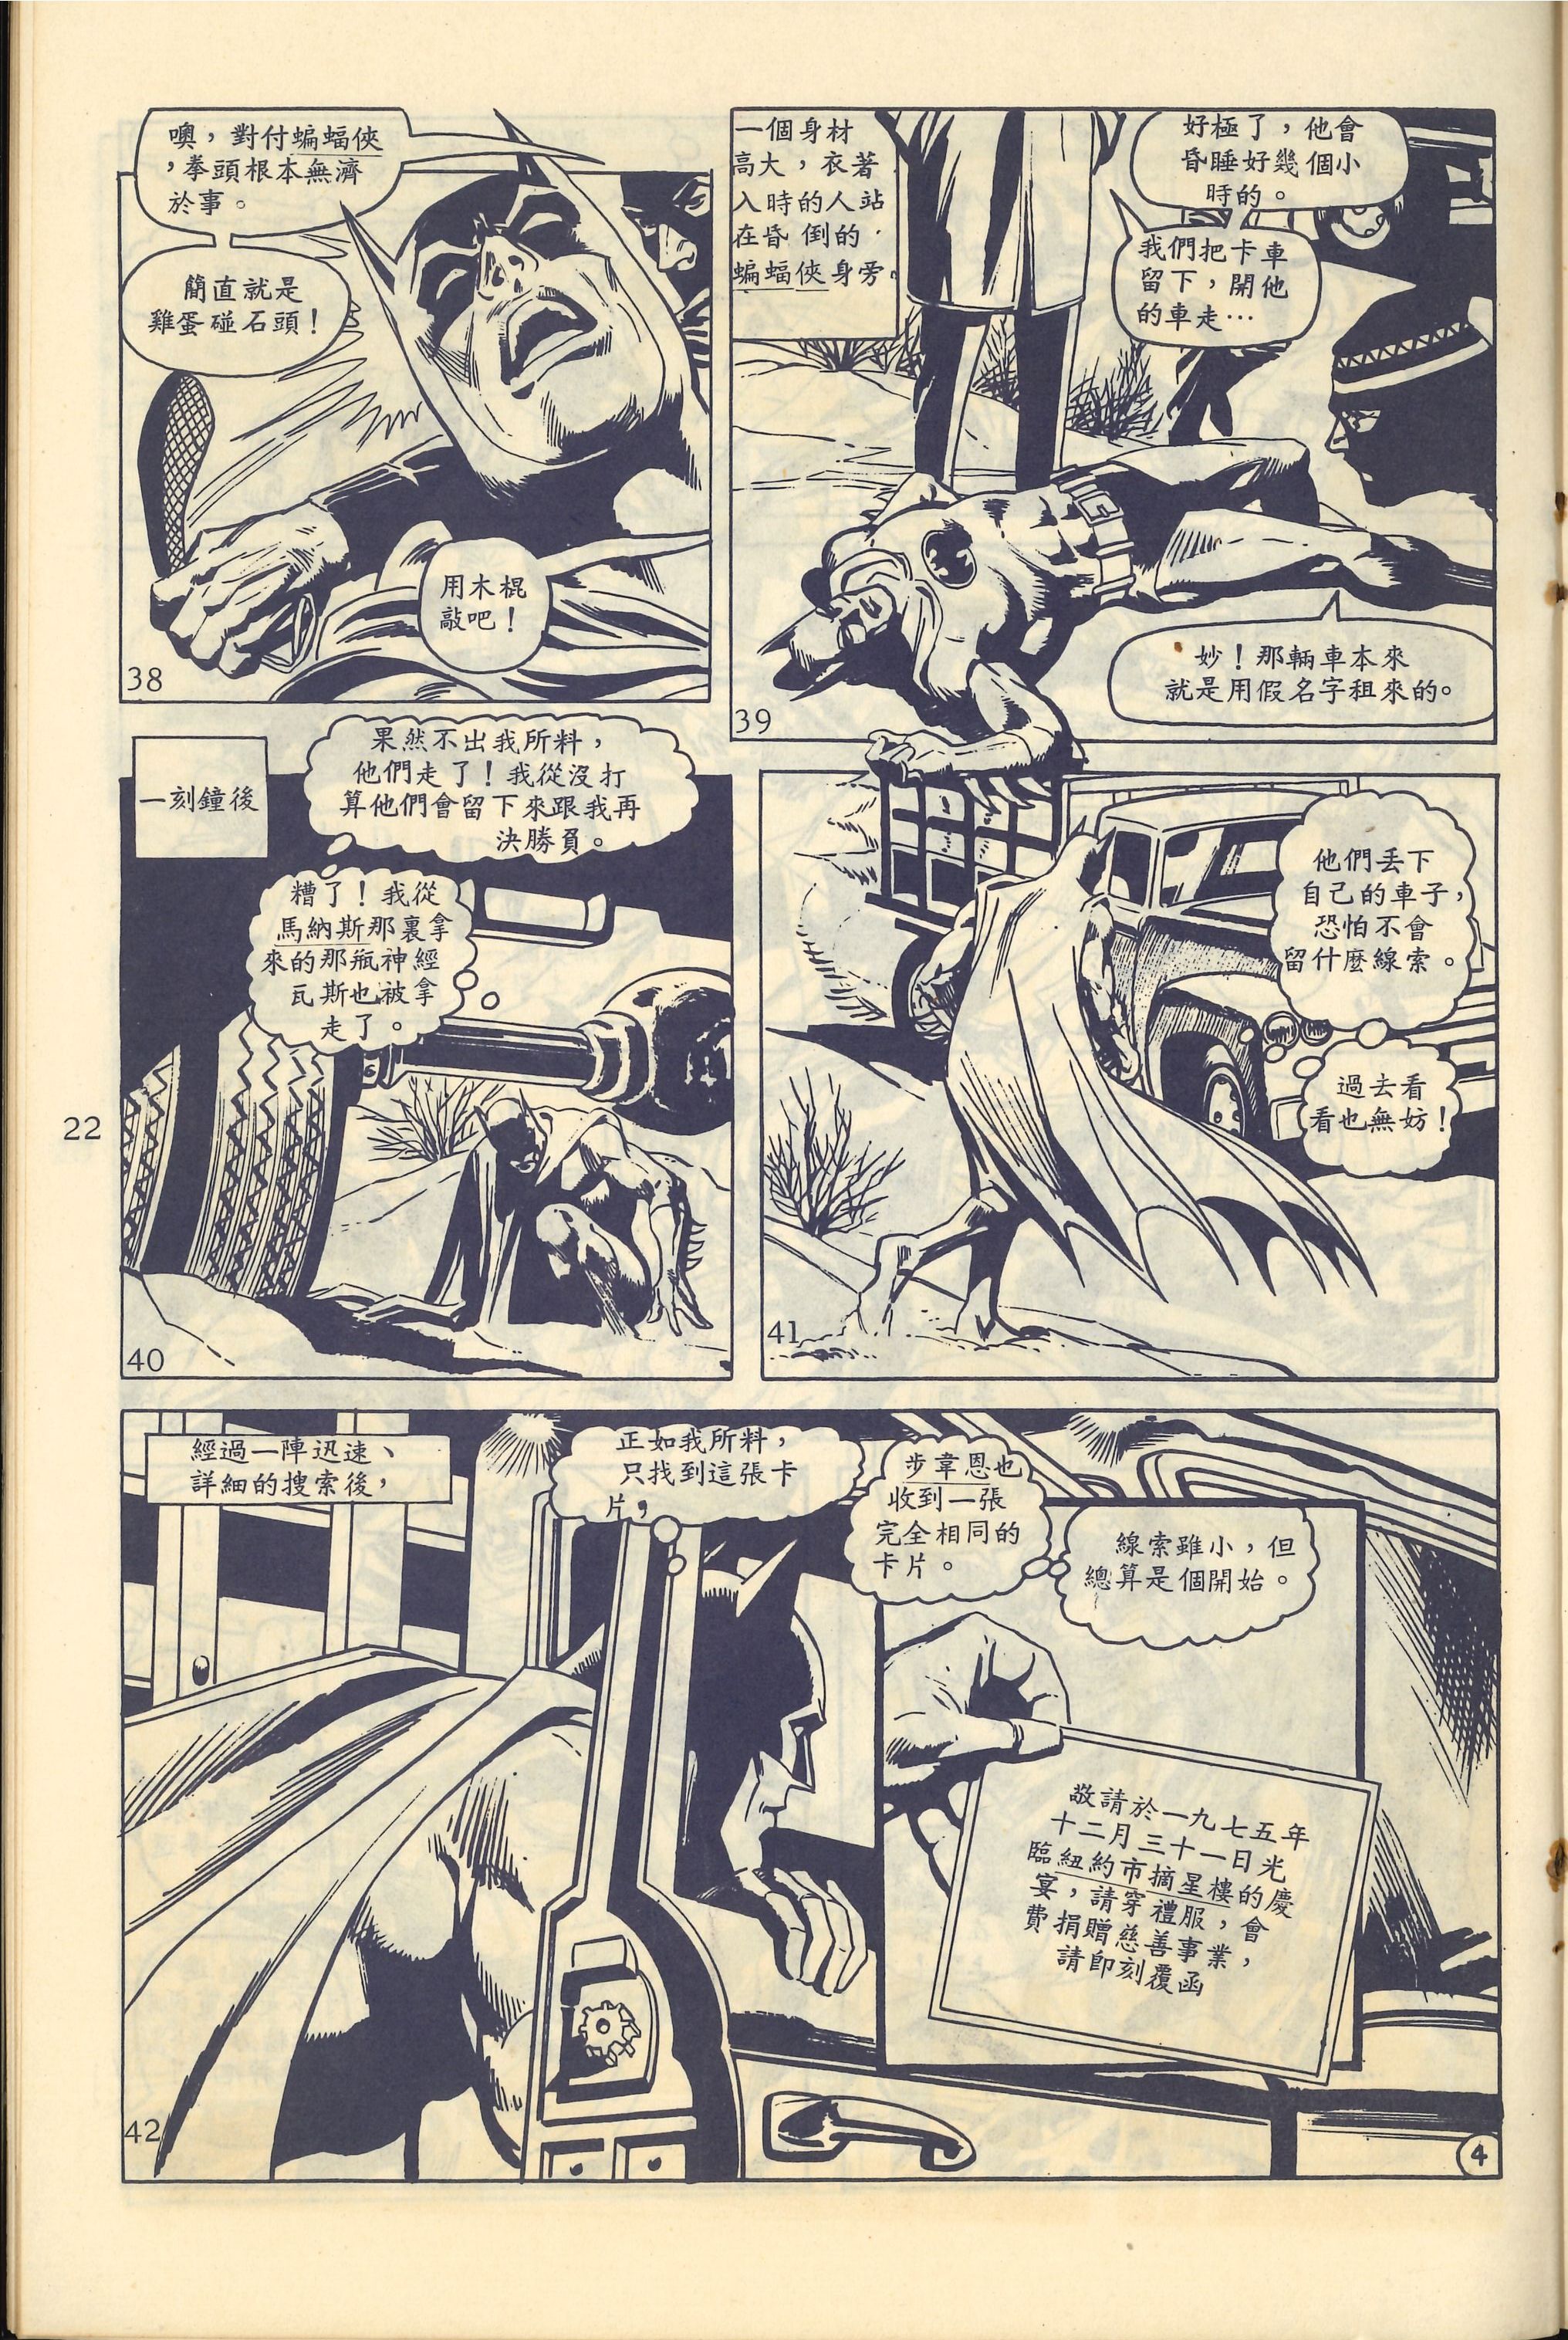 噢，對付蝙蝠俠
，拳頭根本無濟
於事。
簡直就是
雞蛋碰石頭！
用木棍
敲吧！
38
一個身材
高大，衣著
入時的人站
在昏倒的
蝙蝠俠身旁。
好極了，他會
昏睡好幾個小
時的。
我們把卡車
留下，開他
的車走…
妙！那輛車本來
就是用假名字租來的。
39
一刻鐘後
果然不出我所料，
他們走了！我從沒打
算他們會留下來跟我再
決勝負。
糟了！我從
馬納斯那裏拿
來的那瓶神經
瓦斯也被拿
走了。
40
他們丟下
自己的車子，
恐怕不會
留什麼線索。
過去看
看也無妨！
41
22
經過一陣迅速、
詳細的搜索後，
正如我所料，
只找到這張卡
片，
步韋恩也
收到一張
完全相同的
卡片。
線索雖小，但
總算是個開始。
敬請於一九七五年
十二月三十一日光
臨紐約市摘星樓的慶
宴，請穿禮服，會
費捐贈慈善事業，
請即刻覆函
42
4